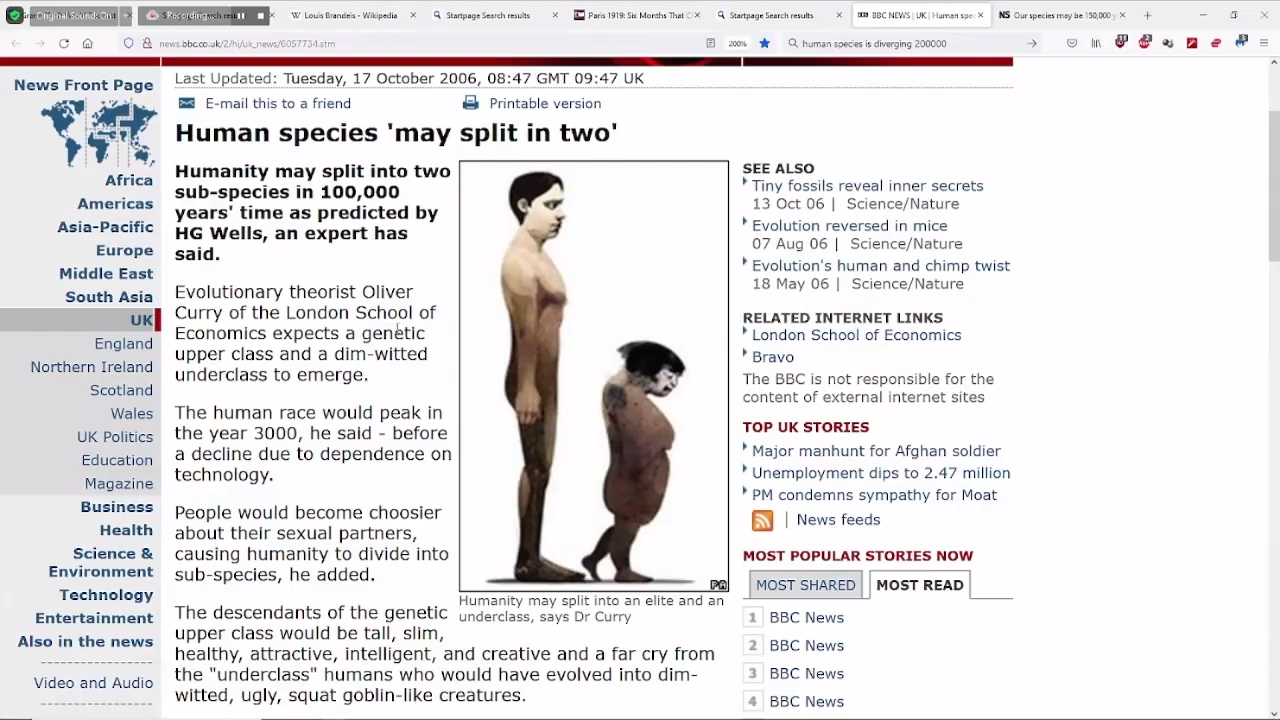 Original Sound: On
Recording
rch results
Louis Brandeis - Wikipedia
Startpage Search results
Paris 1919: Six Months That Ch
Startpage Search results
BBC NEWS | UK | Human spec
NS Our species may be 150,000 y
news.bbc.co.uk/2/hi/uk_news/6057734.stm
200%
human species is diverging 200000
News Front Page
Africa
Americas
Asia-Pacific
Europe
Middle East
South Asia
UK
England
Northern Ireland
Scotland
Wales
UK Politics
Education
Magazine
Business
Health
Science &
Environment
Technology
Entertainment
Also in the news
Video and Audio
Last Updated: Tuesday, 17 October 2006, 08:47 GMT 09:47 UK
E-mail this to a friend
Printable version
Human species 'may split in two'
Humanity may split into two
sub-species in 100,000
years' time as predicted by
HG Wells, an expert has
said.
Evolutionary theorist Oliver
Curry of the London School of
Economics expects a genetic
upper class and a dim-witted
underclass to emerge.
The human race would peak in
the year 3000, he said - before
a decline due to dependence on
technology.
People would become choosier
about their sexual partners,
causing humanity to divide into
sub-species, he added.
The descendants of the genetic
upper class would be tall, slim,
healthy, attractive, intelligent, and creative and a far cry from
the "underclass" humans who would have evolved into dim-
witted, ugly, squat goblin-like creatures.
PA
Humanity may split into an elite and an
underclass, says Dr Curry
SEE ALSO
Tiny fossils reveal inner secrets
13 Oct 06 | Science/Nature
Evolution reversed in mice
07 Aug 06 | Science/Nature
Evolution's human and chimp twist
18 May 06 | Science/Nature
RELATED INTERNET LINKS
London School of Economics
Bravo
The BBC is not responsible for the
content of external internet sites
TOP UK STORIES
Major manhunt for Afghan soldier
Unemployment dips to 2.47 million
PM condemns sympathy for Moat
News feeds
MOST POPULAR STORIES NOW
MOST SHARED
MOST READ
1 BBC News
2 BBC News
3 BBC News
4 BBC News